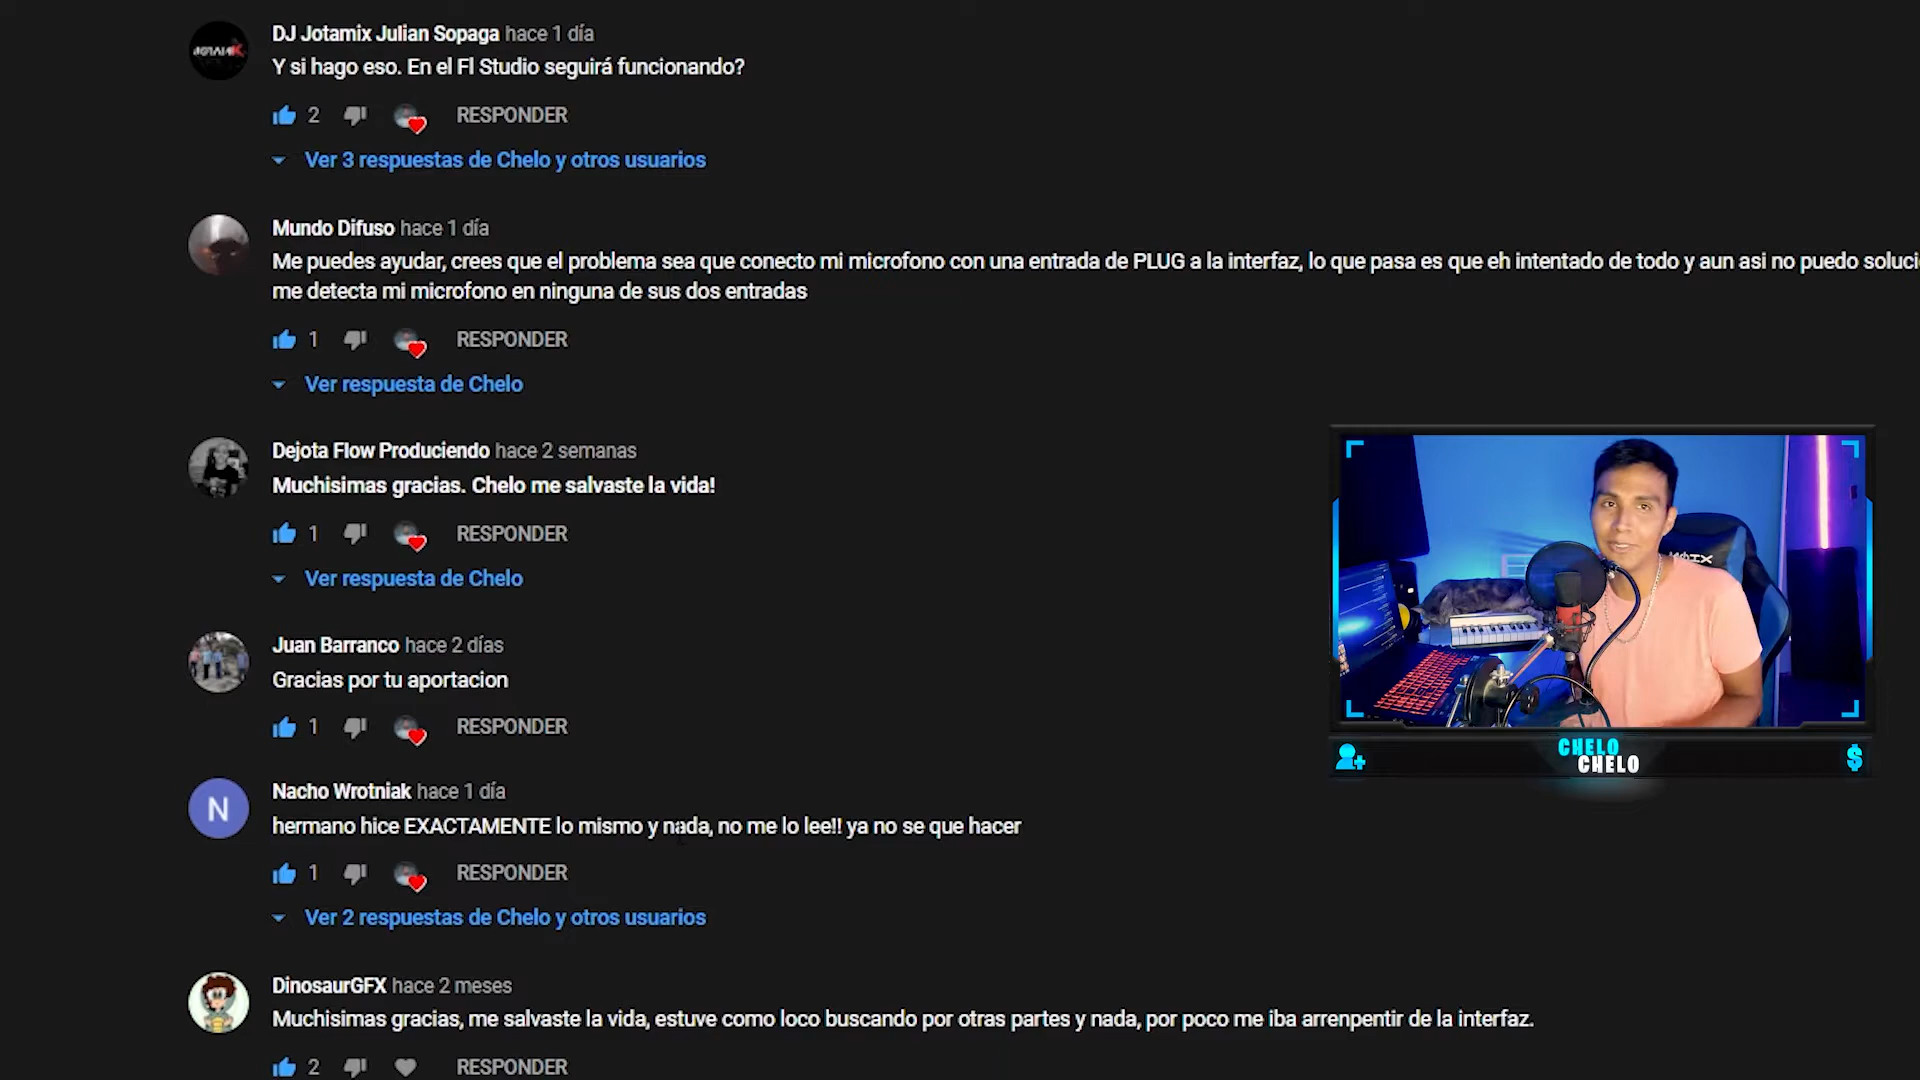 DJ Jotamix Julian Sopaga hace 1 día
Y si hago eso. En el Fl Studio seguirá funcionando?
2 RESPONDER
Ver 3 respuestas de Chelo y otros usuarios
Mundo Difuso hace 1 día
Me puedes ayudar, crees que el problema sea que conecto mi microfono con una entrada de PLUG a la interfaz, lo que pasa es que eh intentado de todo y aun asi no puedo soluci
me detecta mi microfono en ninguna de sus dos entradas
1 RESPONDER
Ver respuesta de Chelo
Dejota Flow Produciendo hace 2 semanas
Muchisimas gracias. Chelo me salvaste la vida!
1 RESPONDER
Ver respuesta de Chelo
Juan Barranco hace 2 días
Gracias por tu aportacion
1 RESPONDER
N
Nacho Wrotniak hace 1 día
hermano hice EXACTAMENTE lo mismo y nada, no me lo lee!! ya no se que hacer
1 RESPONDER
Ver 2 respuestas de Chelo y otros usuarios
DinosaurGFX hace 2 meses
Muchisimas gracias, me salvaste la vida, estuve como loco buscando por otras partes y nada, por poco me iba arrenpentir de la interfaz.
2 RESPONDER
CHELO
CHELO
$